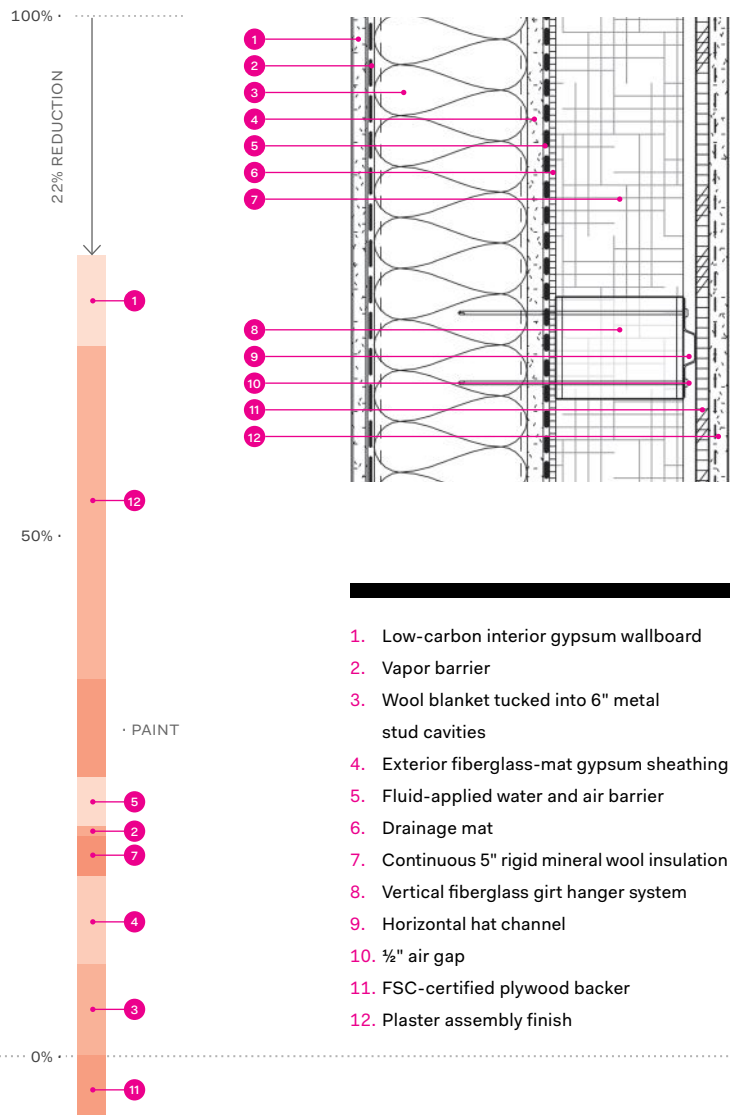 100%
22% REDUCTION
1
12
50%
PAINT
5
2
7
4
3
0%
11
1
2
3
4
5
6
7
8
9
10
11
12
1. Low-carbon interior gypsum wallboard
2. Vapor barrier
3. Wool blanket tucked into 6" metal
stud cavities
4. Exterior fiberglass-mat gypsum sheathing
5. Fluid-applied water and air barrier
6. Drainage mat
7. Continuous 5" rigid mineral wool insulation
8. Vertical fiberglass girt hanger system
9. Horizontal hat channel
10. ½" air gap
11. FSC-certified plywood backer
12. Plaster assembly finish